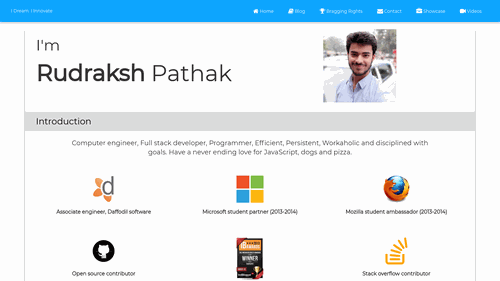 I Dream. I Innovate
Home Blog Bragging Rights Contact Showcase Videos
I'm
Rudraksh Pathak
Introduction
Computer engineer, Full stack developer, Programmer, Efficient, Persistent, Workaholic and disciplined with
goals. Have a never ending love for JavaScript, dogs and pizza.
Associate engineer, Daffodil software
Microsoft student partner (2013-2014)
Mozilla student ambassador (2013-2014)
WINNER
Open source contributor
Stack overflow contributor